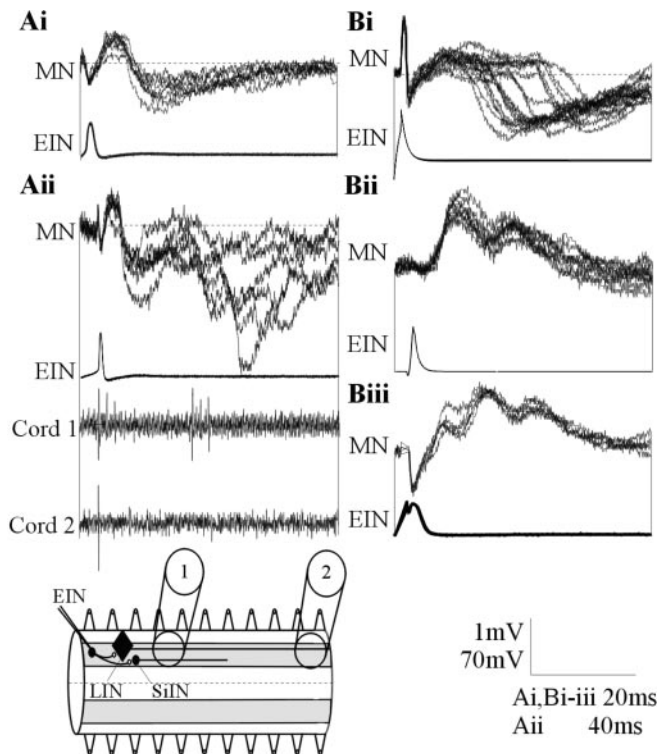 Ai
MN
EIN
Aii
MN
EIN
Cord 1
Cord 2
EIN
1
2
LIN
SiIN
Bi
MN
EIN
Bii
MN
EIN
Biii
MN
EIN
1mV
70mV
Ai,Bi-iii 20ms
Aii 40ms